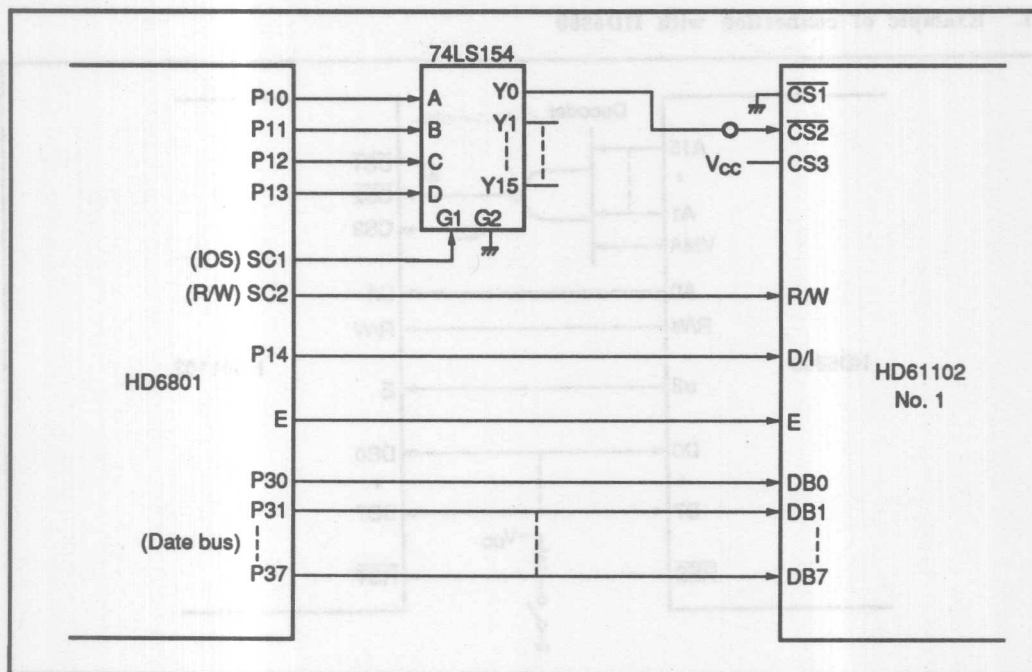 74LS154
P10
A
Y0
CS1
P11
B
Y1
CS2
P12
C
Vcc
CS3
P13
D
Y15
G1
G2
(IOS) SC1
(R/W) SC2
R/W
P14
D/I
HD6801
HD61102
No. 1
E
E
P30
DB0
P31
DB1
(Date bus)
P37
DB7